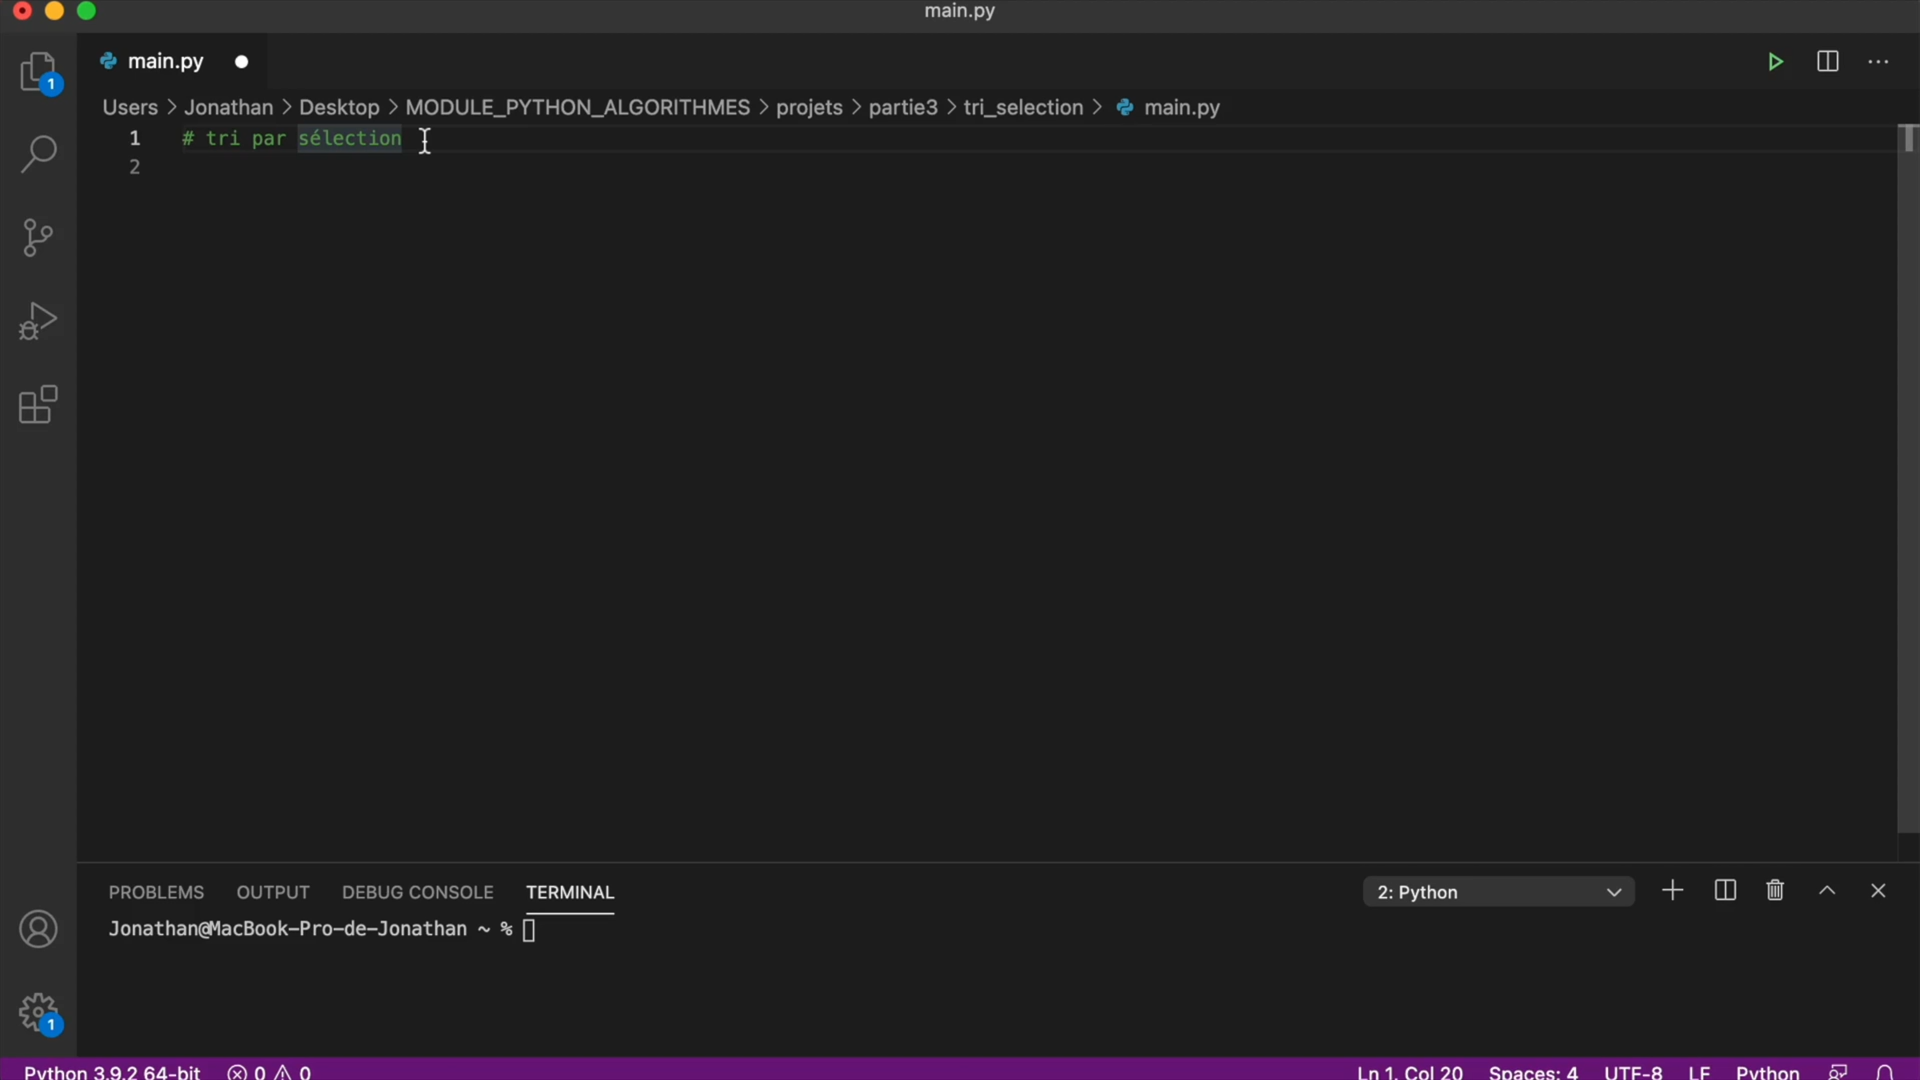 main.py
main.py
Users > Jonathan > Desktop > MODULE_PYTHON_ALGORITHMES > projets > partie3 > tri_selection > main.py
1 # tri par sélection
2
1
PROBLEMS OUTPUT DEBUG CONSOLE TERMINAL 2: Python
Jonathan@MacBook-Pro-de-Jonathan ~ %
1
Python 3.9.2 64-bit 0 0 Ln 1, Col 20 Spaces: 4 UTF-8 LF Python